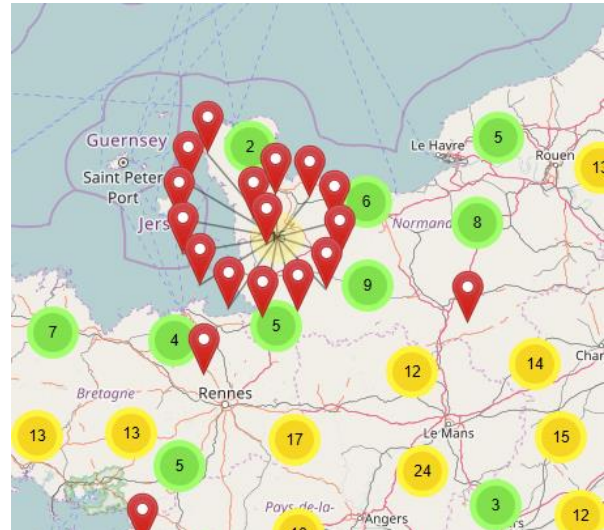 2
5
Le Havre
Rouen
13
Guernsey
Saint Peter
Port
6
Normand
8
Jers
9
7
4
5
Char
12
14
Bretagne
Rennes
13
13
17
Le Mans
15
5
24
3
Pays-de-la-
Angers
12